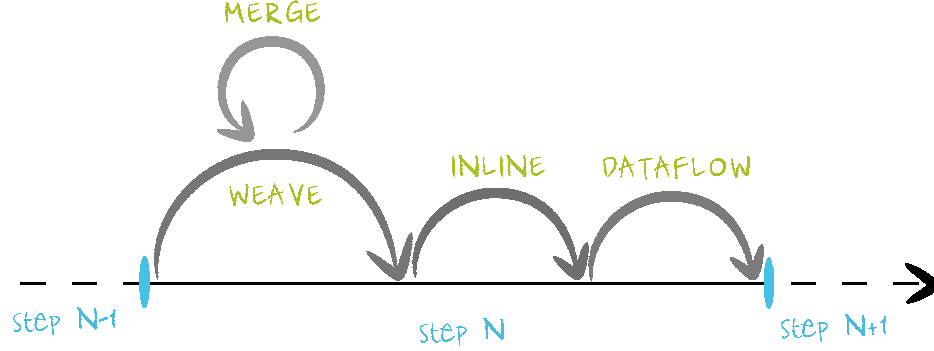 MERGE
WEAVE
INLINE
DATAFLOW
Step N-1
Step N
Step N+1